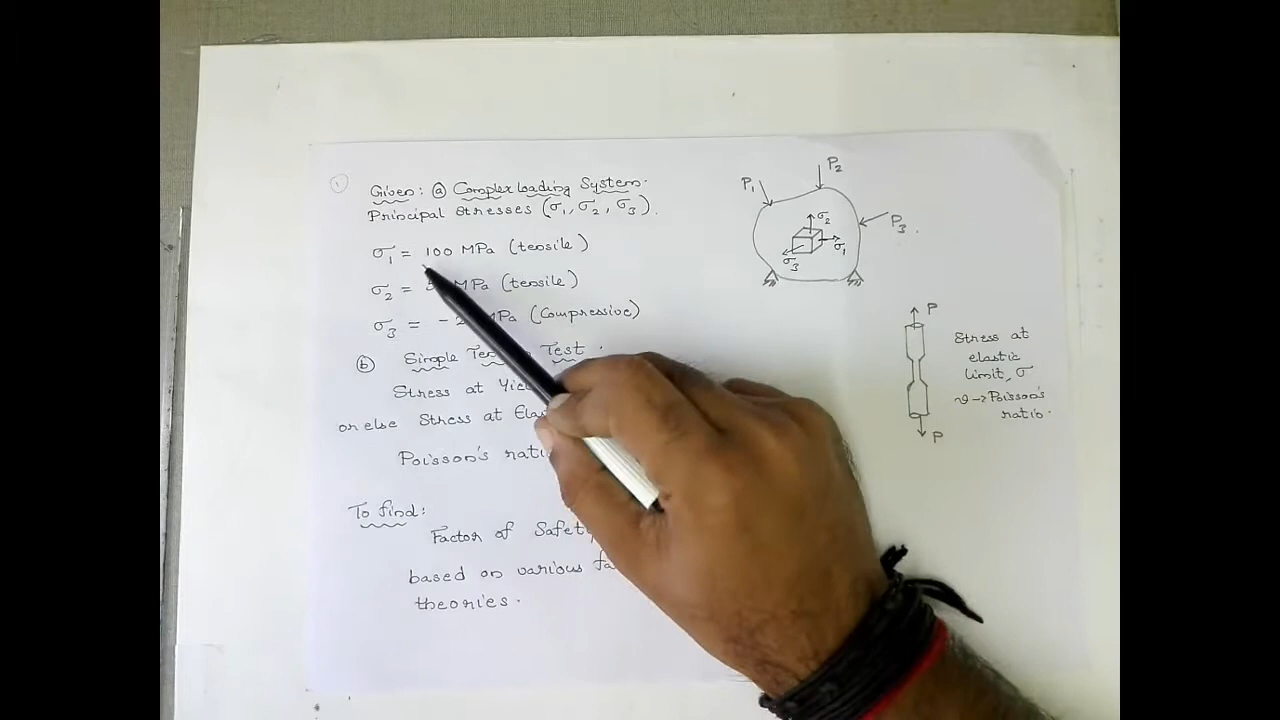 1
Given: (a) Complex loading System.
Principal Stresses (σ1, σ2, σ3).
σ1 = 100 MPa (tensile)
σ2 = MPa (tensile)
σ3 = - MPa (Compressive)
(b) Simple Test:
Stress at
or else Stress at
Poisson's
To find:
Factor of
based on various
theories.
P1
P2
P3.
σ2
σ1
σ3
P
Stress at
elastic
limit, σ
ν → Poisson's
ratio.
P